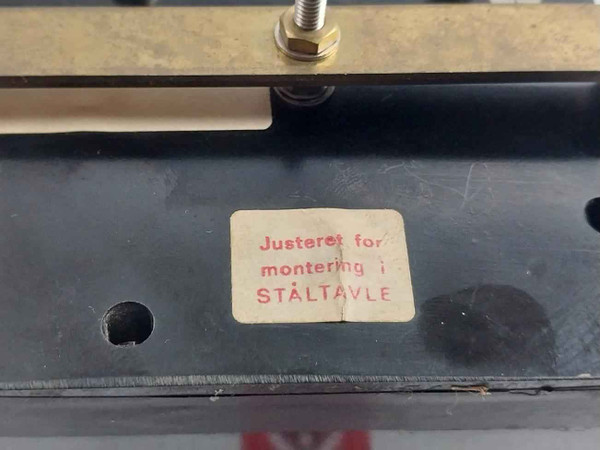 Justeret for
montering i
STÅLTAVLE